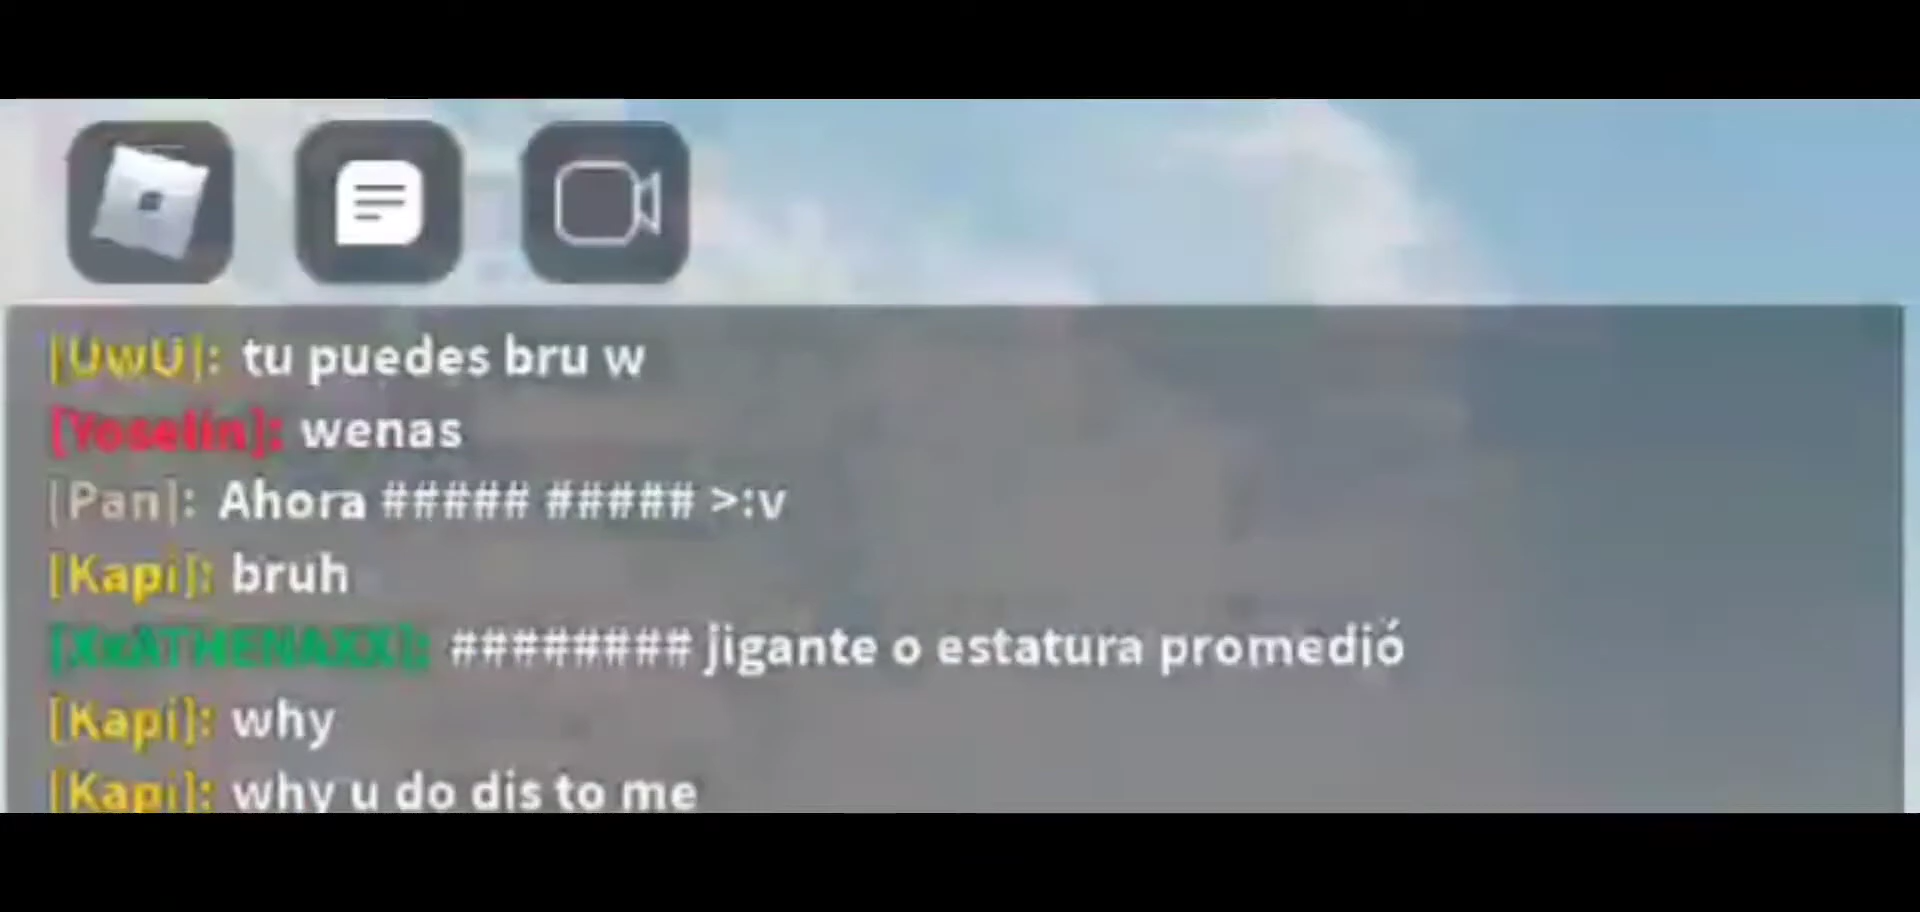 [UwU]: tu puedes bru w
[Yoselin]: wenas
[Pan]: Ahora ##### ##### >:v
[Kapi]: bruh
[XxATHENAXX]: ######## jigante o estatura promedió
[Kapi]: why
[Kapi]: why u do dis to me